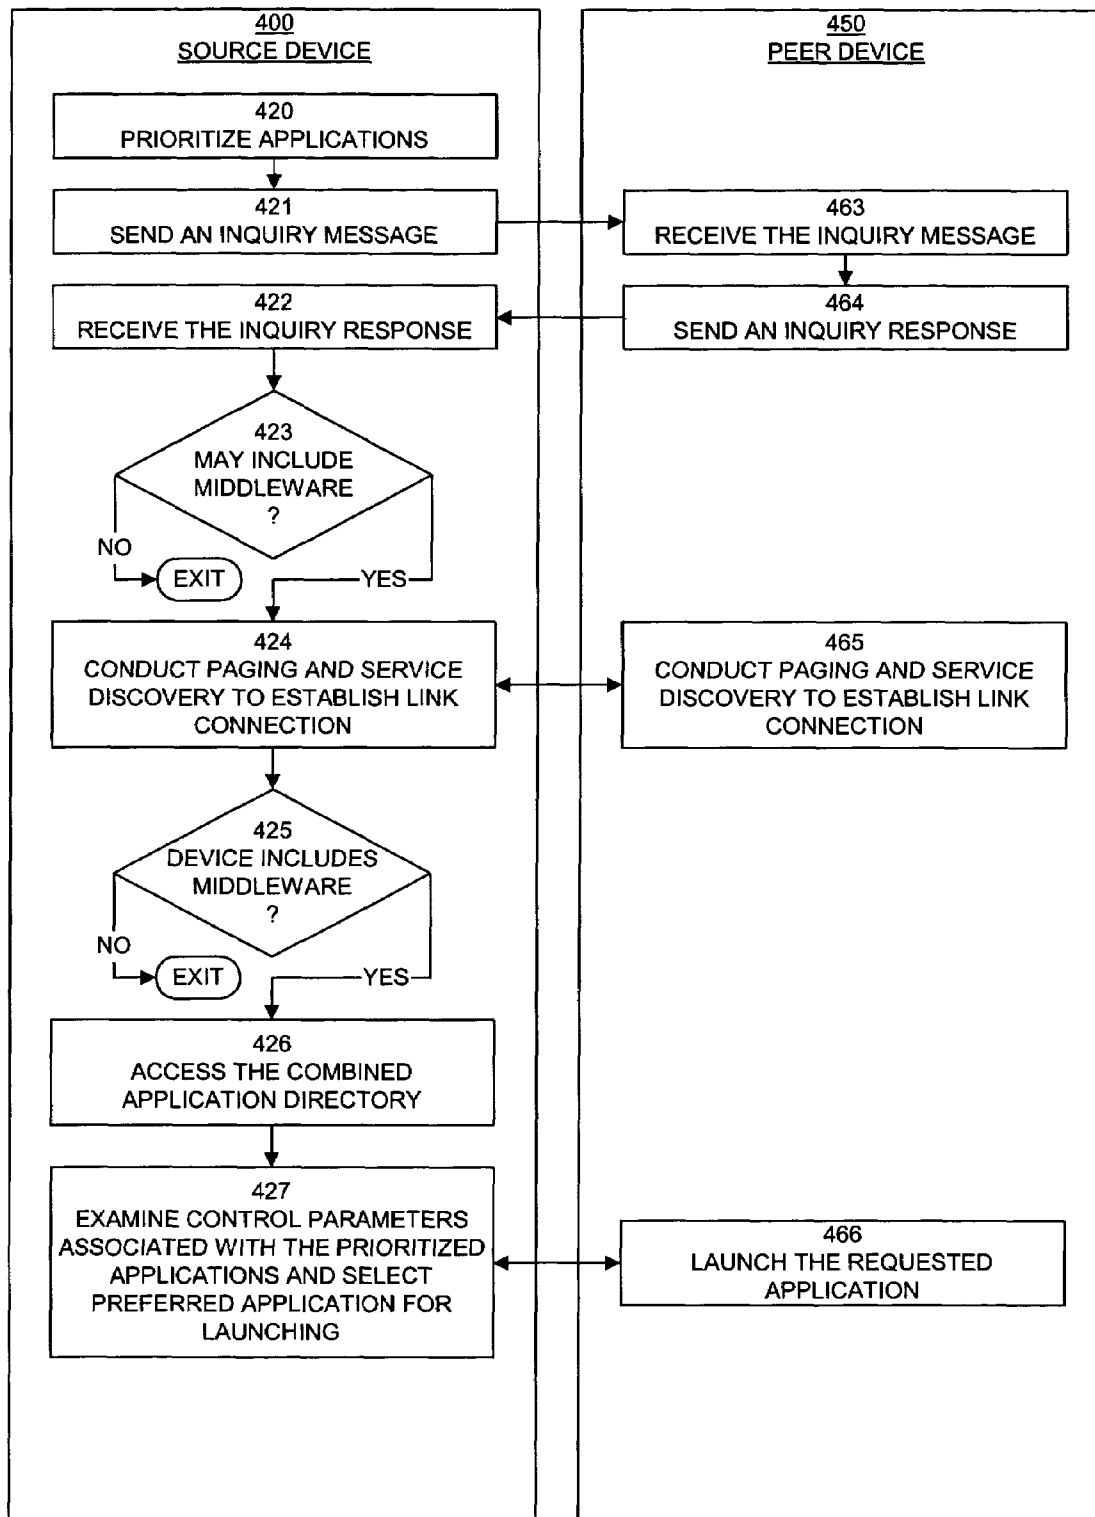 400
SOURCE DEVICE
450
PEER DEVICE
420
PRIORITIZE APPLICATIONS
421
SEND AN INQUIRY MESSAGE
463
RECEIVE THE INQUIRY MESSAGE
422
RECEIVE THE INQUIRY RESPONSE
464
SEND AN INQUIRY RESPONSE
423
MAY INCLUDE
MIDDLEWARE
?
NO
EXIT
YES
424
CONDUCT PAGING AND SERVICE
DISCOVERY TO ESTABLISH LINK
CONNECTION
465
CONDUCT PAGING AND SERVICE
DISCOVERY TO ESTABLISH LINK
CONNECTION
425
DEVICE INCLUDES
MIDDLEWARE
?
NO
EXIT
YES
426
ACCESS THE COMBINED
APPLICATION DIRECTORY
427
EXAMINE CONTROL PARAMETERS
ASSOCIATED WITH THE PRIORITIZED
APPLICATIONS AND SELECT
PREFERRED APPLICATION FOR
LAUNCHING
466
LAUNCH THE REQUESTED
APPLICATION